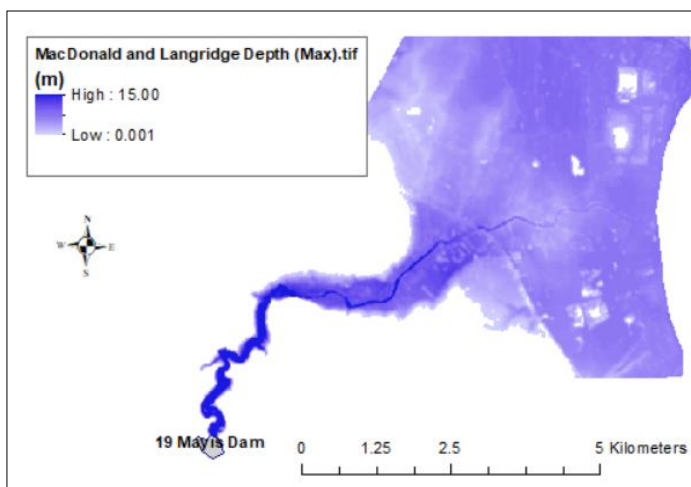 MacDonald and Langridge Depth (Max).tif
(m)
High : 15.00
Low : 0.001
N
W E
S
19 Mayis Dam
0 1.25 2.5 5 Kilometers